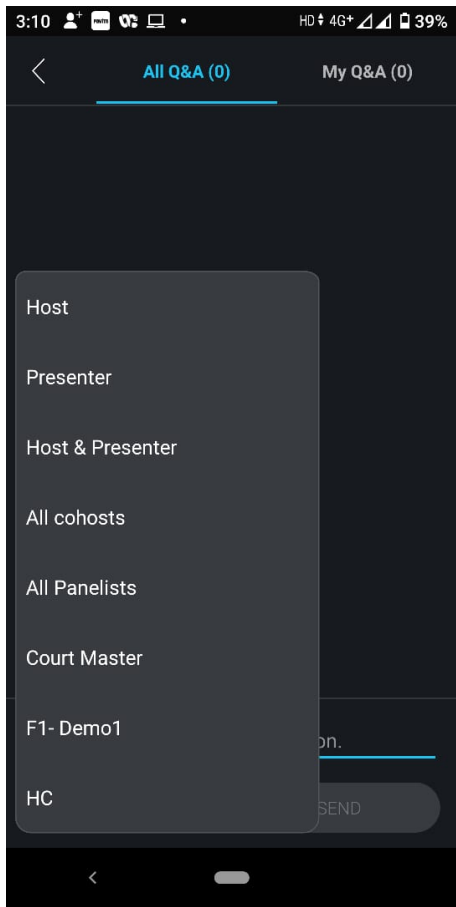 3:10 HD 4G+ 39%
All Q&A (0) My Q&A (0)
Host
Presenter
Host & Presenter
All cohosts
All Panelists
Court Master
F1- Demo1
on.
HC
SEND